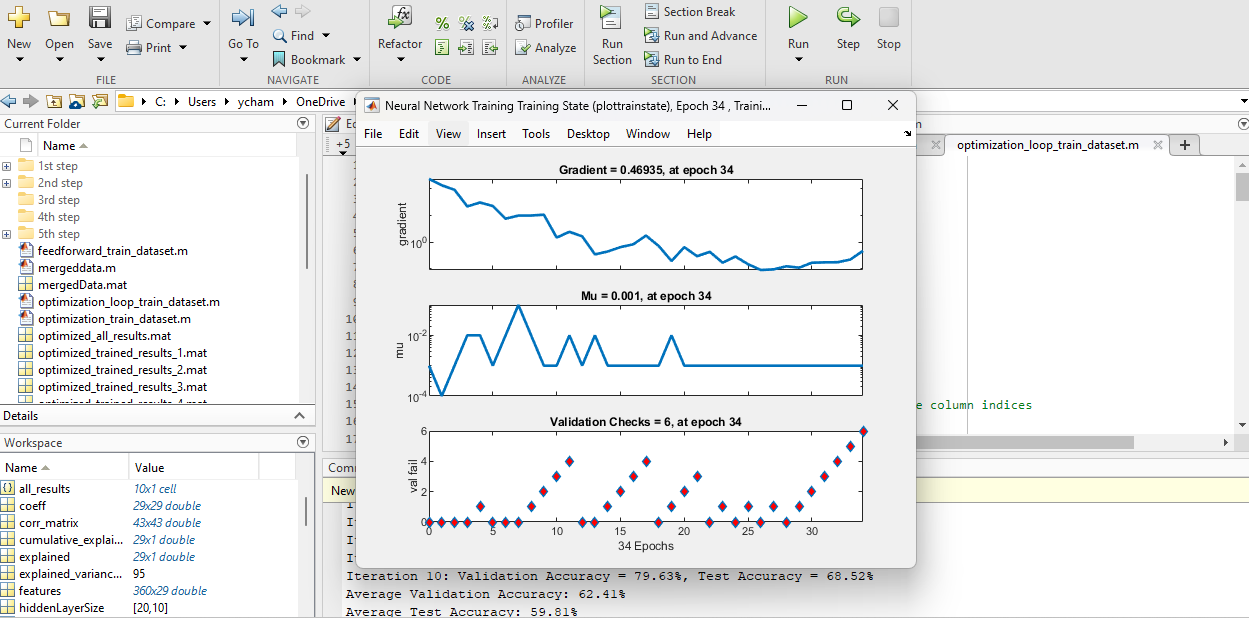 New
Open
Save
Compare
Print
FILE
Go To
Find
Bookmark
NAVIGATE
Refactor
CODE
Profiler
Analyze
ANALYZE
Run Section
Section Break
Run and Advance
Run to End
SECTION
Run
Step
Stop
RUN
C: Users ycham OneDrive
Current Folder
Name
1st step
2nd step
3rd step
4th step
5th step
feedforward_train_dataset.m
mergeddata.m
mergedData.mat
optimization_loop_train_dataset.m
optimization_train_dataset.m
optimized_all_results.mat
optimized_trained_results_1.mat
optimized_trained_results_2.mat
optimized_trained_results_3.mat
Details
Workspace
Name Value
all_results 10x1 cell
coeff 29x29 double
corr_matrix 43x43 double
cumulative_explai... 29x1 double
explained 29x1 double
explained_varianc... 95
features 360x29 double
hiddenLayerSize [20,10]
+5
optimization_loop_train_dataset.m
Neural Network Training Training State (plottrainstate), Epoch 34 , Traini...
File Edit View Insert Tools Desktop Window Help
Gradient = 0.46935, at epoch 34
gradient
10^0
Mu = 0.001, at epoch 34
mu
10^-2
10^-4
Validation Checks = 6, at epoch 34
val fail
6
4
2
0
0 5 10 15 20 25 30
34 Epochs
column indices
New
Iteration 10: Validation Accuracy = 79.63%, Test Accuracy = 68.52%
Average Validation Accuracy: 62.41%
Average Test Accuracy: 59.81%